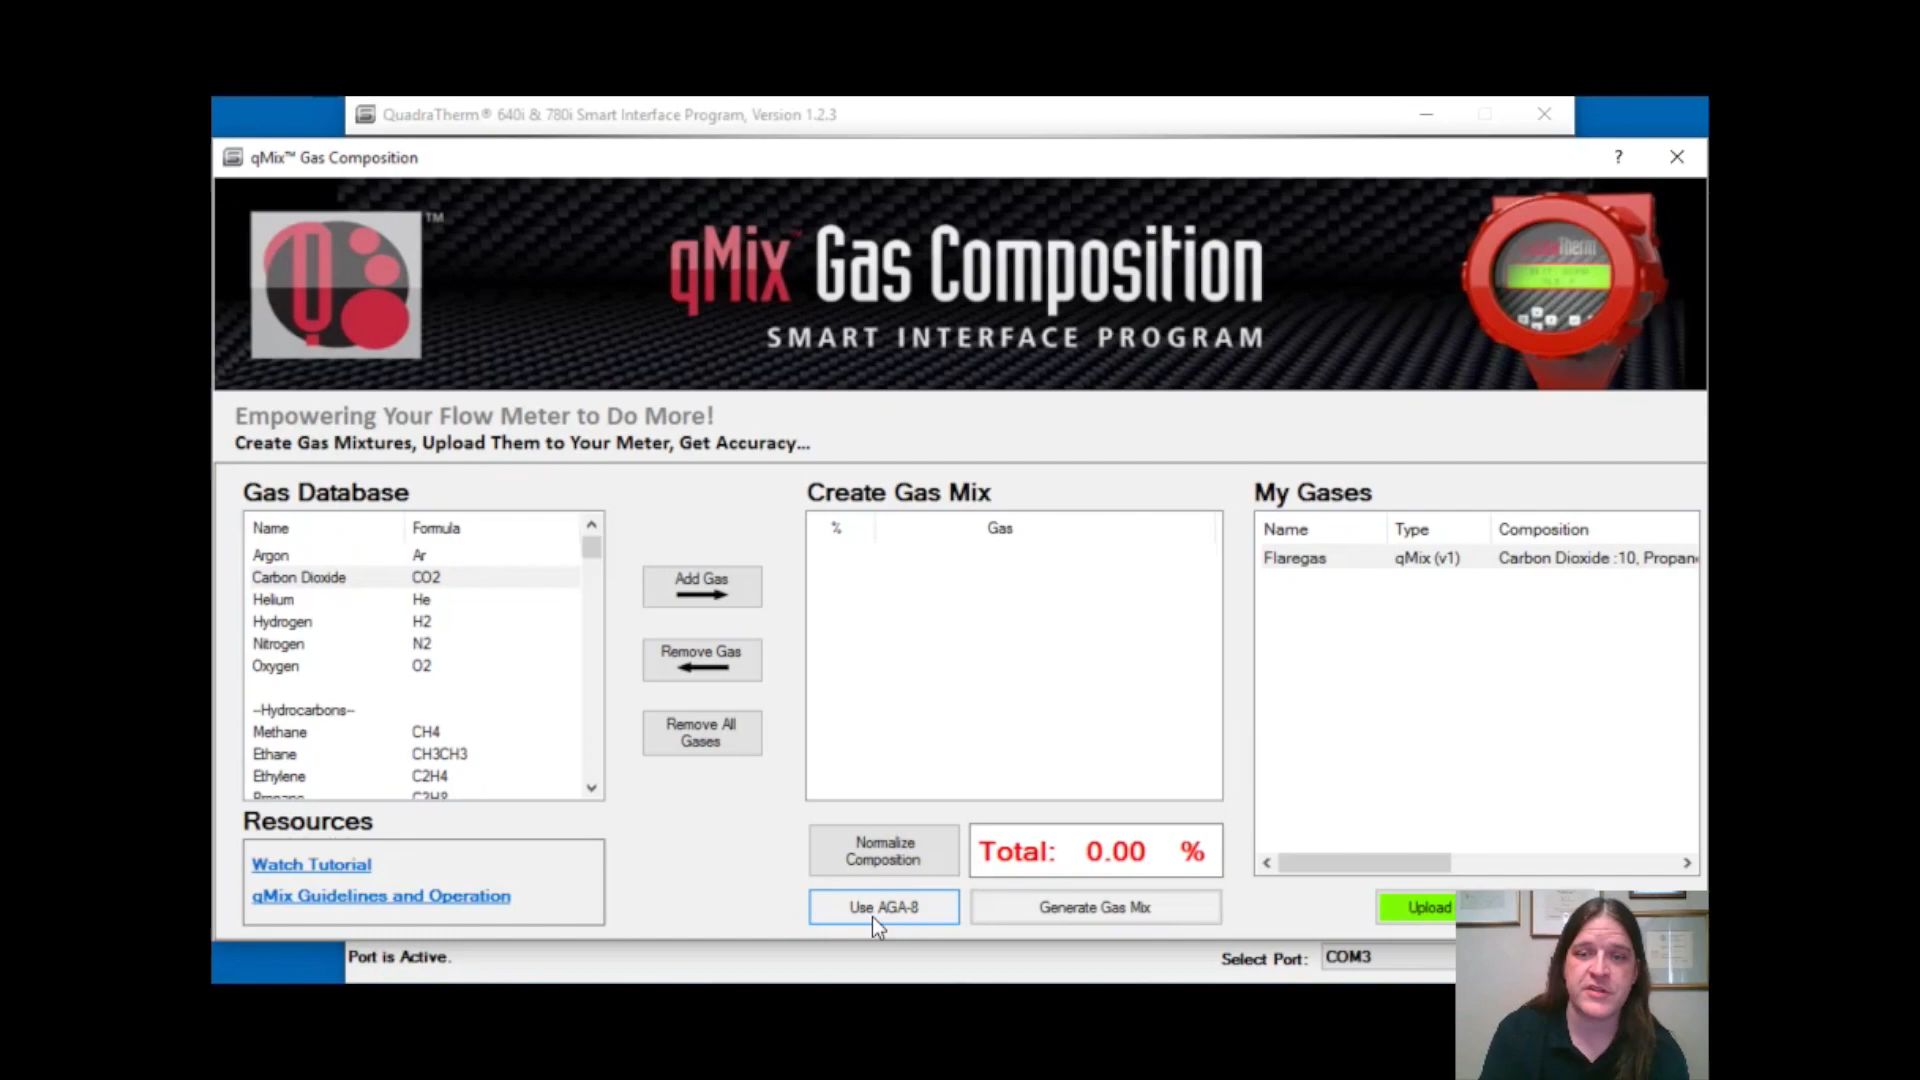 QuadraTherm® 640i & 780i Smart Interface Program, Version 1.2.3
qMix™ Gas Composition
?
TM
qMix™ Gas Composition
SMART INTERFACE PROGRAM
Empowering Your Flow Meter to Do More!
Create Gas Mixtures, Upload Them to Your Meter, Get Accuracy...
Gas Database
Name Formula
Argon Ar
Carbon Dioxide CO2
Helium He
Hydrogen H2
Nitrogen N2
Oxygen O2
--Hydrocarbons--
Methane CH4
Ethane CH3CH3
Ethylene C2H4
Propane C3H8
Add Gas
Remove Gas
Remove All
Gases
Create Gas Mix
% Gas
Normalize
Composition
Total: 0.00 %
Use AGA-8
Generate Gas Mix
My Gases
Name Type Composition
Flaregas qMix (v1) Carbon Dioxide :10, Propan
Upload
Resources
Watch Tutorial
qMix Guidelines and Operation
Port is Active.
Select Port: COM3